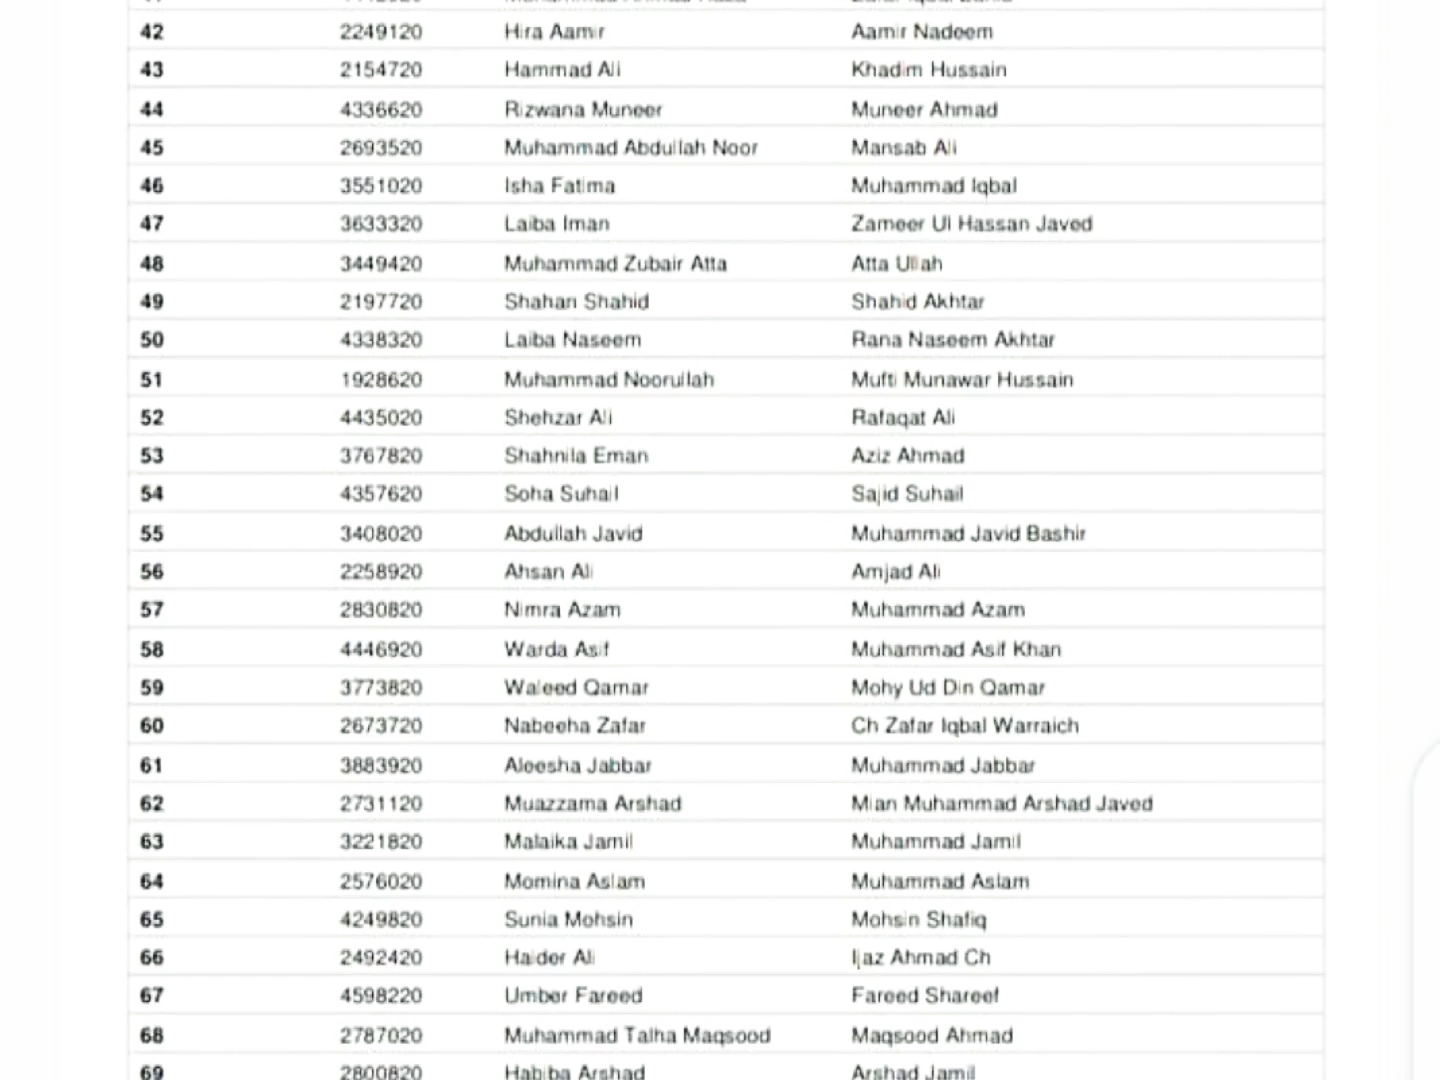 42 2249120 Hira Aamir Aamir Nadeem
43 2154720 Hammad Ali Khadim Hussain
44 4336620 Rizwana Muneer Muneer Ahmad
45 2693520 Muhammad Abdullah Noor Mansab Ali
46 3551020 Isha Fatima Muhammad Iqbal
47 3633320 Laiba Iman Zameer Ul Hassan Javed
48 3449420 Muhammad Zubair Atta Atta Ullah
49 2197720 Shahan Shahid Shahid Akhtar
50 4338320 Laiba Naseem Rana Naseem Akhtar
51 1928620 Muhammad Noorullah Mufti Munawar Hussain
52 4435020 Shehzar Ali Rafaqat Ali
53 3767820 Shahnila Eman Aziz Ahmad
54 4357620 Soha Suhail Sajid Suhail
55 3408020 Abdullah Javid Muhammad Javid Bashir
56 2258920 Ahsan Ali Amjad Ali
57 2830820 Nimra Azam Muhammad Azam
58 4446920 Warda Asif Muhammad Asif Khan
59 3773820 Waleed Qamar Mohy Ud Din Qamar
60 2673720 Nabeeha Zafar Ch Zafar Iqbal Warraich
61 3883920 Aleesha Jabbar Muhammad Jabbar
62 2731120 Muazzama Arshad Mian Muhammad Arshad Javed
63 3221820 Malaika Jamil Muhammad Jamil
64 2576020 Momina Aslam Muhammad Aslam
65 4249820 Sunia Mohsin Mohsin Shafiq
66 2492420 Haider Ali Ijaz Ahmad Ch
67 4598220 Umber Fareed Fareed Shareef
68 2787020 Muhammad Talha Maqsood Maqsood Ahmad
69 2800820 Habiba Arshad Arshad Jamil